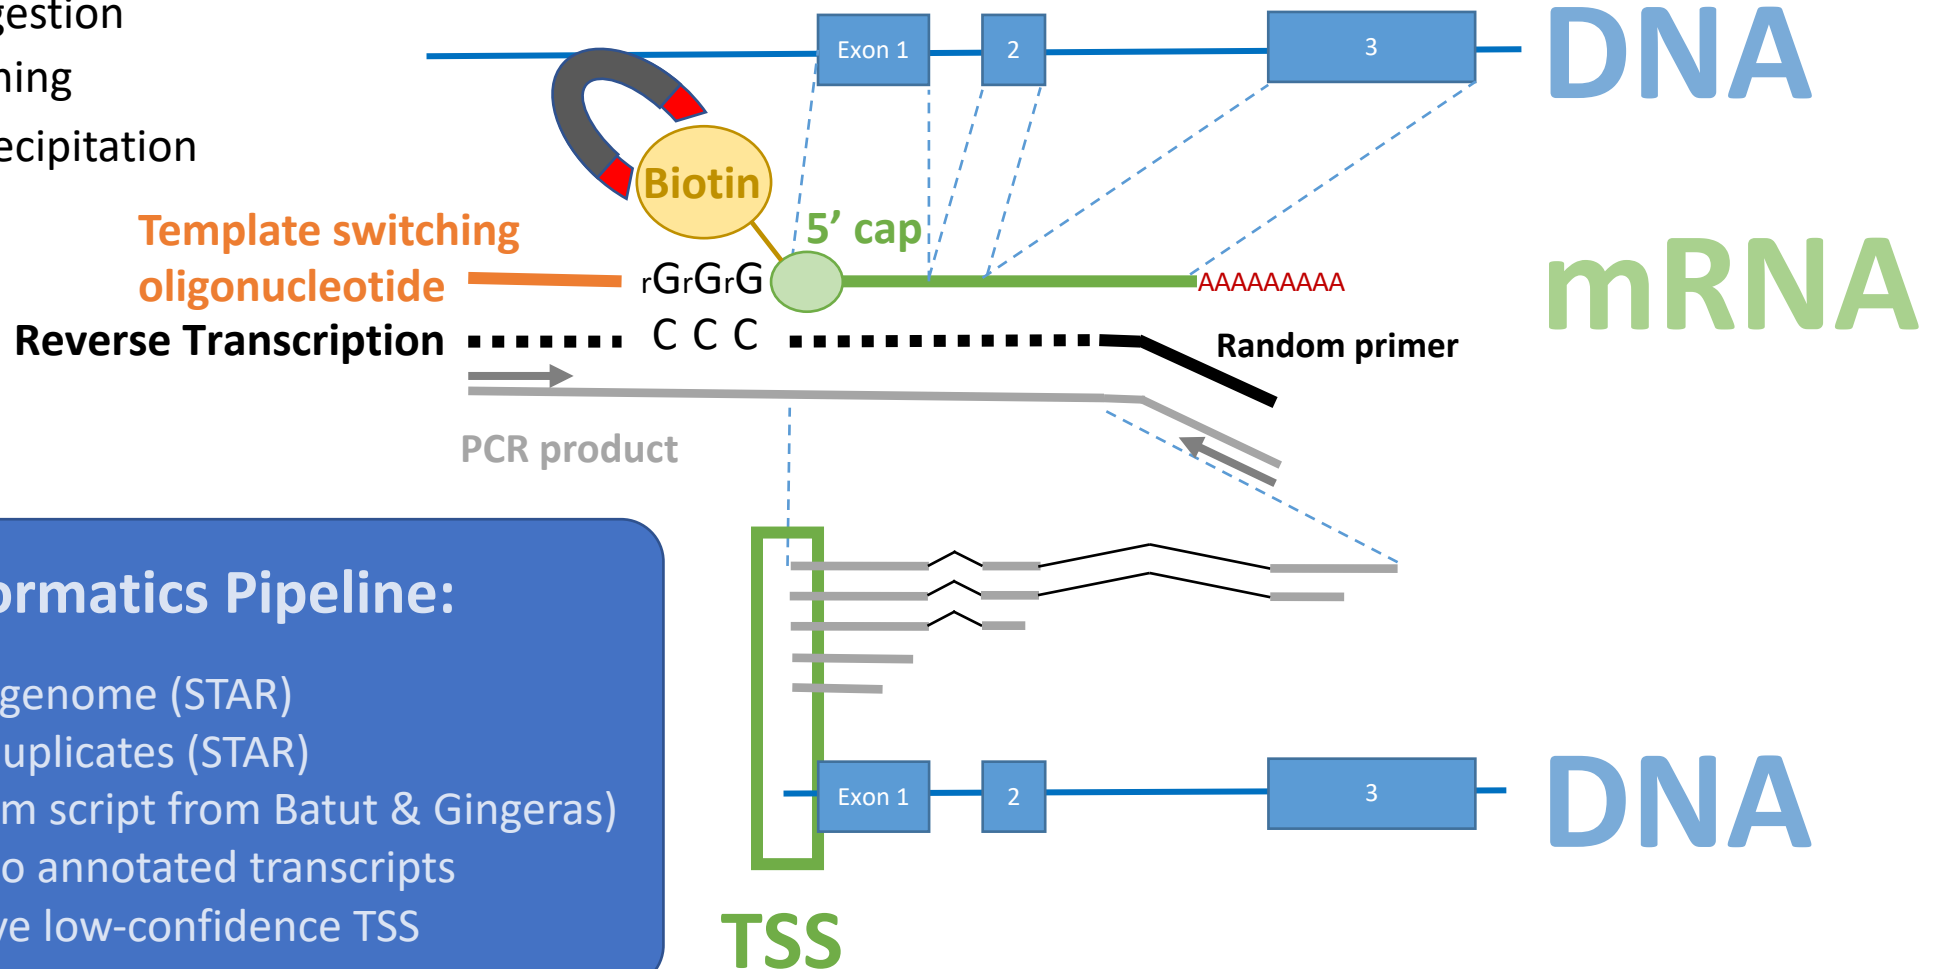 gestion
ning
ecipitation
Exon 1
2
3
DNA
Biotin
5’ cap
Template switching
oligonucleotide
rGrGrG
AAAAAAAAA
mRNA
Reverse Transcription
C C C
Random primer
PCR product
ormatics Pipeline:
genome (STAR)
uplicates (STAR)
m script from Batut & Gingeras)
o annotated transcripts
ve low-confidence TSS
Exon 1
2
3
DNA
TSS